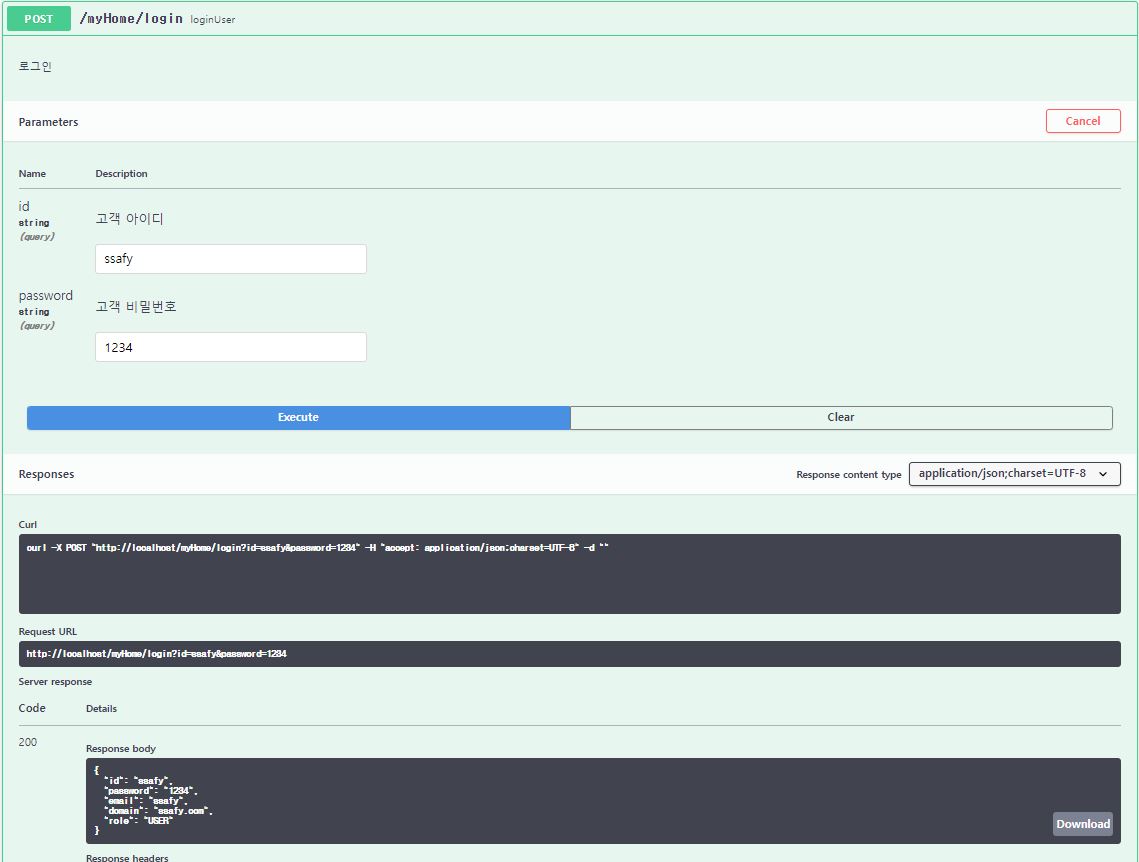 POST /myHome/login loginUser
로그인
Parameters Cancel
Name Description
id
string
(query)
고객 아이디
ssafy
password
string
(query)
고객 비밀번호
1234
Execute Clear
Responses Response content type application/json;charset=UTF-8
Curl
curl -X POST "http://localhost/myHome/login?id=ssafy&password=1234" -H "accept: application/json;charset=UTF-8" -d ""
Request URL
http://localhost/myHome/login?id=ssafy&password=1234
Server response
Code Details
200
Response body
{
"id": "ssafy",
"password": "1234",
"email": "ssafy",
"domain": "ssafy.com",
"role": "USER"
}
Download
Response headers